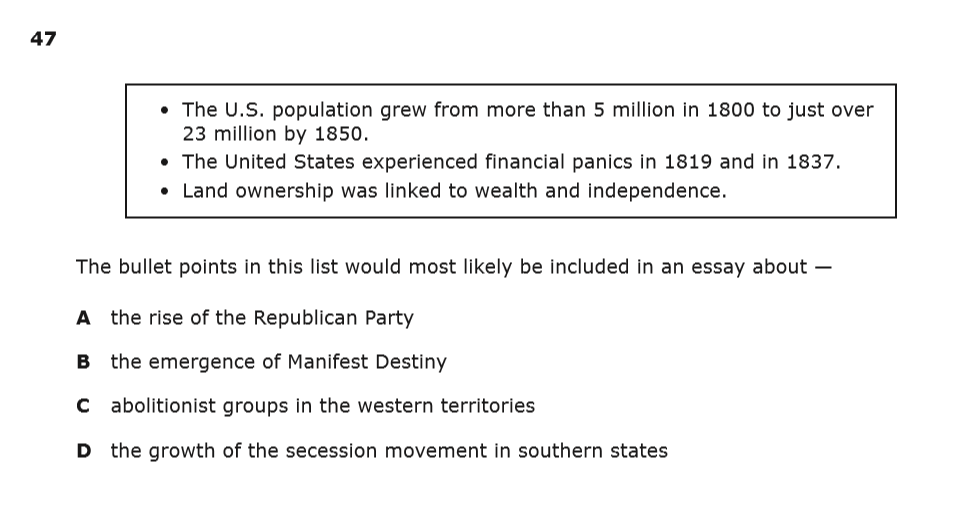 47
• The U.S. population grew from more than 5 million in 1800 to just over
23 million by 1850.
• The United States experienced financial panics in 1819 and in 1837.
• Land ownership was linked to wealth and independence.
The bullet points in this list would most likely be included in an essay about —
A the rise of the Republican Party
B the emergence of Manifest Destiny
C abolitionist groups in the western territories
D the growth of the secession movement in southern states